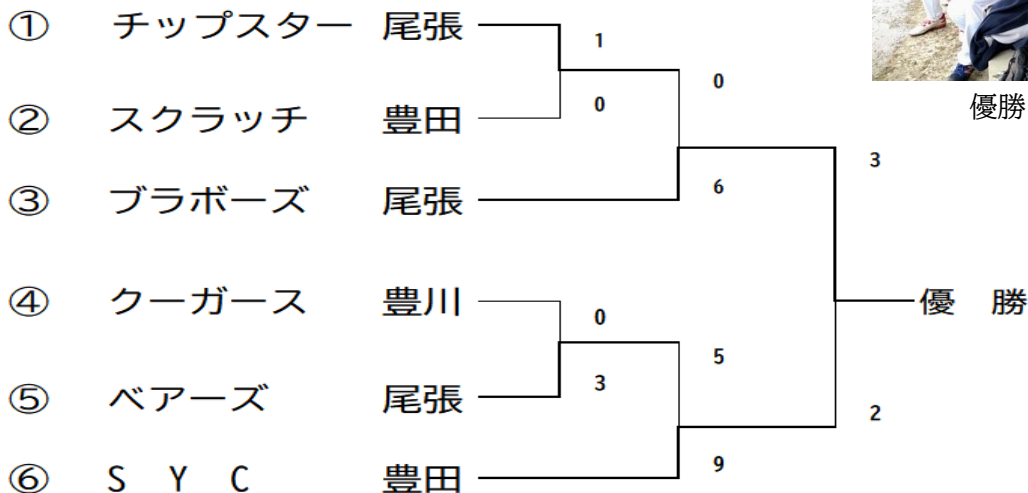 ① チップスター 尾張
1
0
優勝
② スクラッチ 豊田
0
3
③ ブラボーズ 尾張
6
④ クーガース 豊川
0
優 勝
5
⑤ ベアーズ 尾張
3
2
⑥ S Y C 豊田
9